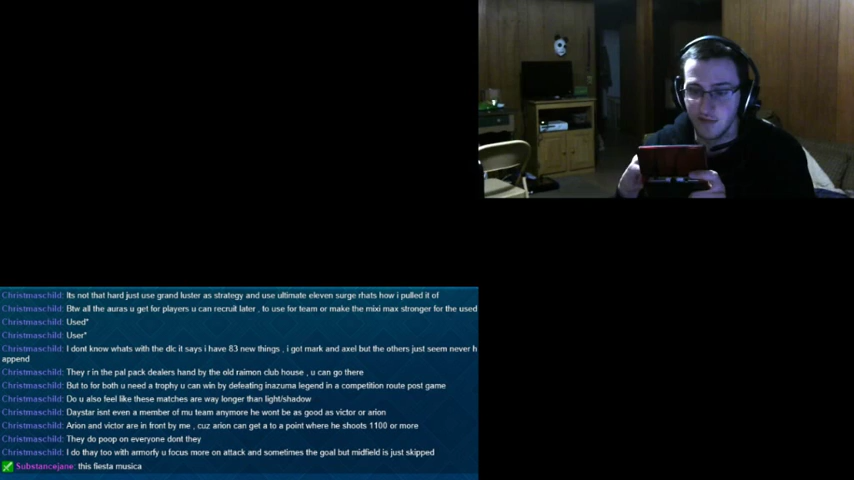 Christmaschild: Its not that hard just use grand luster as strategy and use ultimate eleven surge rhats how i pulled it of
Christmaschild: Btw all the auras u get for players u can recruit later , to use for team or make the mixi max stronger for the used
Christmaschild: Used*
Christmaschild: User*
Christmaschild: I dont know whats with the dlc it says i have 83 new things , i got mark and axel but the others just seem never h
append
Christmaschild: They r in the pal pack dealers hand by the old raimon club house , u can go there
Christmaschild: But to for both u need a trophy u can win by defeating inazuma legend in a competition route post game
Christmaschild: Do u also feel like these matches are way longer than light/shadow
Christmaschild: Daystar isnt even a member of mu team anymore he wont be as good as victor or arion
Christmaschild: Arion and victor are in front by me , cuz arion can get a to a point where he shoots 1100 or more
Christmaschild: They do poop on everyone dont they
Christmaschild: I do thay too with armorfy u focus more on attack and sometimes the goal but midfield is just skipped
Substancejane: this fiesta musica